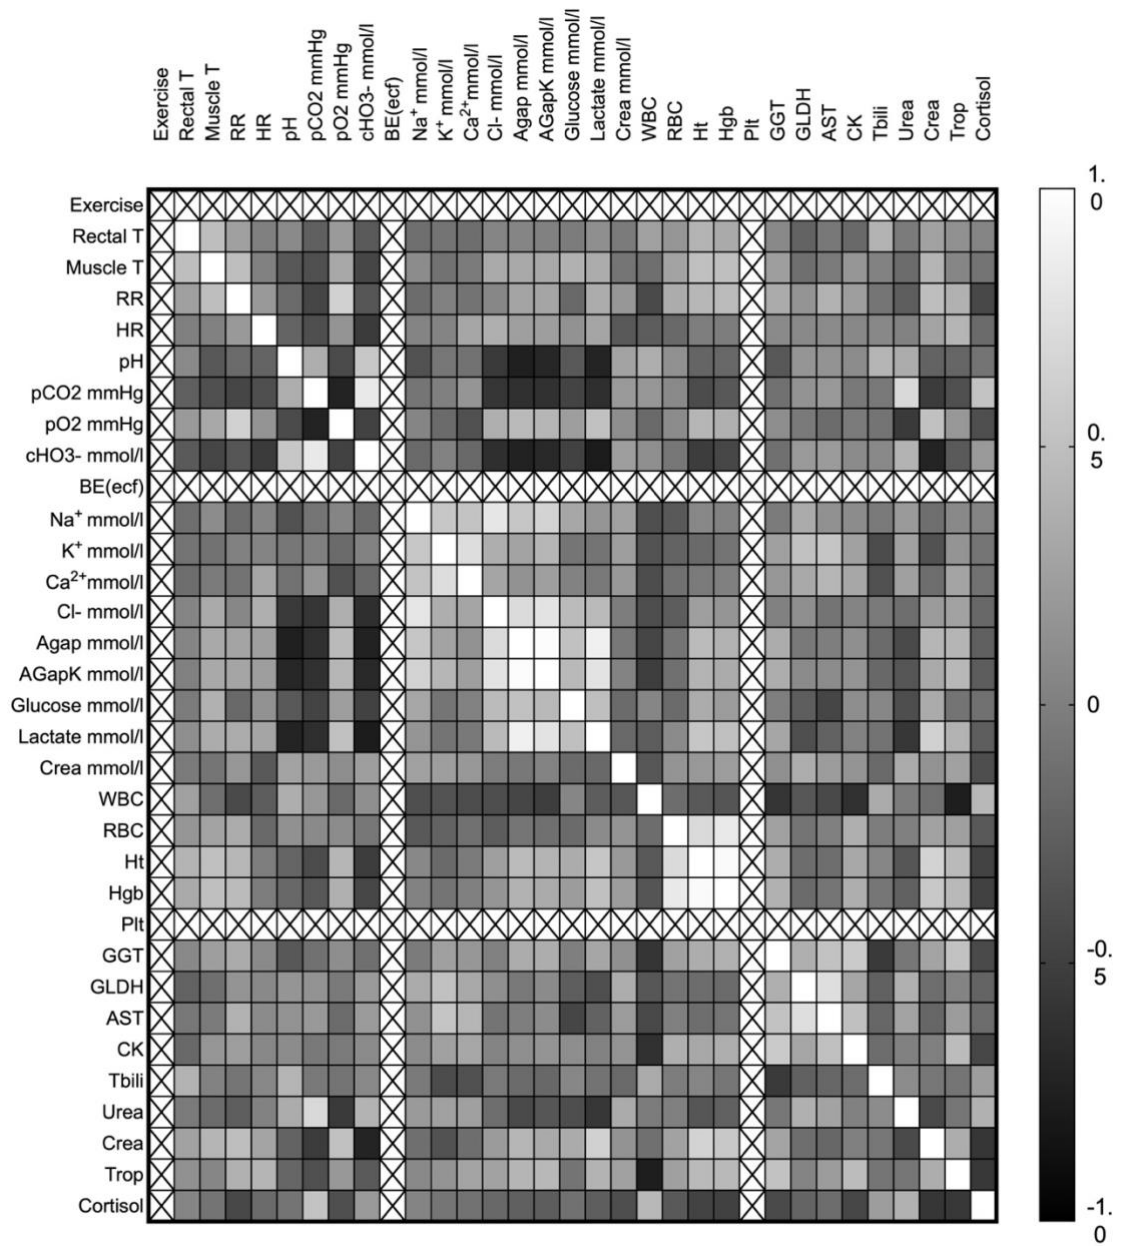 Exercise
Rectal T
Muscle T
RR
HR
pH
pCO2 mmHg
pO2 mmHg
cHO3- mmol/l
BE(ecf)
Na⁺ mmol/l
K⁺ mmol/l
Ca²⁺mmol/l
Cl- mmol/l
Agap mmol/l
AGapK mmol/l
Glucose mmol/l
Lactate mmol/l
Crea mmol/l
WBC
RBC
Ht
Hgb
Plt
GGT
GLDH
AST
CK
Tbili
Urea
Crea
Trop
Cortisol
Exercise
Rectal T
Muscle T
RR
HR
pH
pCO2 mmHg
pO2 mmHg
cHO3- mmol/l
BE(ecf)
Na⁺ mmol/l
K⁺ mmol/l
Ca²⁺mmol/l
Cl- mmol/l
Agap mmol/l
AGapK mmol/l
Glucose mmol/l
Lactate mmol/l
Crea mmol/l
WBC
RBC
Ht
Hgb
Plt
GGT
GLDH
AST
CK
Tbili
Urea
Crea
Trop
Cortisol
1.
0
0.
5
0
-0.
5
-1.
0